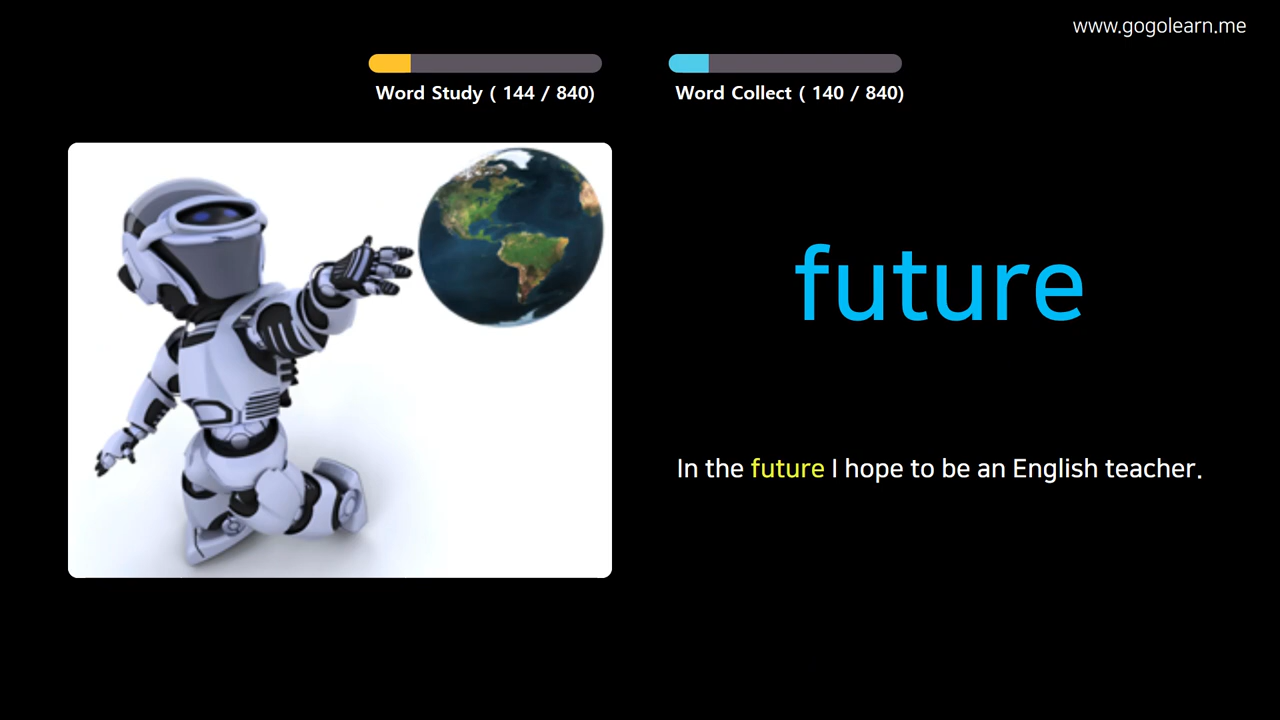 www.gogolearn.me
Word Study ( 144 / 840)
Word Collect ( 140 / 840)
future
In the future I hope to be an English teacher.